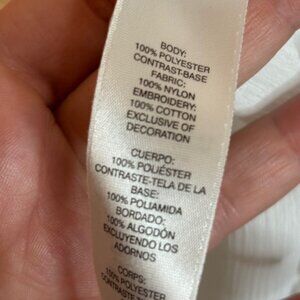 BODY:
100% POLYESTER
CONTRAST-BASE
FABRIC:
100% NYLON
EMBROIDERY:
100% COTTON
EXCLUSIVE OF
DECORATION
CUERPO:
100% POLIÉSTER
CONTRASTE-TELA DE LA
BASE:
100% POLIAMIDA
BORDADO:
100% ALGODÓN
EXCLUYENDO LOS
ADORNOS
CORPS:
100% POLYESTER